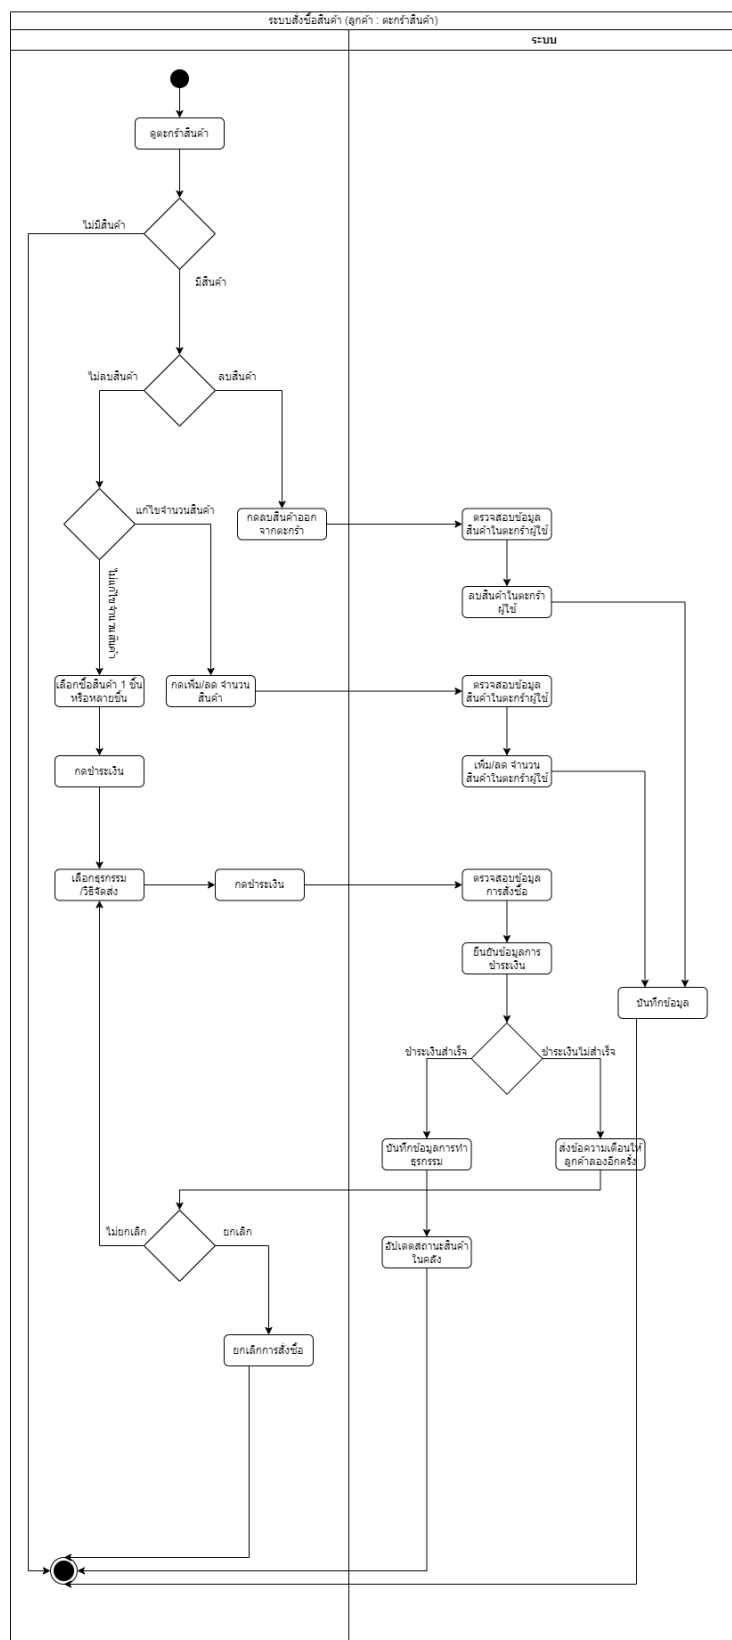 ระบบสั่งซื้อสินค้า (ลูกค้า : ตะกร้าสินค้า)
ระบบ
ดูตะกร้าสินค้า
ไม่มีสินค้า
มีสินค้า
ไม่ลบสินค้า
ลบสินค้า
แก้ไขจำนวนสินค้า
กดลบสินค้าออก
จากตะกร้า
ตรวจสอบข้อมูล
สินค้าในตะกร้าผู้ใช้
ไม่แก้ไขจำนวนสินค้า
ลบสินค้าในตะกร้า
ผู้ใช้
เลือกซื้อสินค้า 1 ชิ้น
หรือหลายชิ้น
กดเพิ่ม/ลด จำนวน
สินค้า
ตรวจสอบข้อมูล
สินค้าในตะกร้าผู้ใช้
กดชำระเงิน
เพิ่ม/ลด จำนวน
สินค้าในตะกร้าผู้ใช้
เลือกธุรกรรม
/วิธีจัดส่ง
กดชำระเงิน
ตรวจสอบข้อมูล
การสั่งซื้อ
ยืนยันข้อมูลการ
ชำระเงิน
บันทึกข้อมูล
ชำระเงินสำเร็จ
ชำระเงินไม่สำเร็จ
บันทึกข้อมูลการทำ
ธุรกรรม
ส่งข้อความเตือนให้
ลูกค้าลองอีกครั้ง
ไม่ยกเลิก
ยกเลิก
อัปเดตสถานะสินค้า
ในคลัง
ยกเลิกการสั่งซื้อ